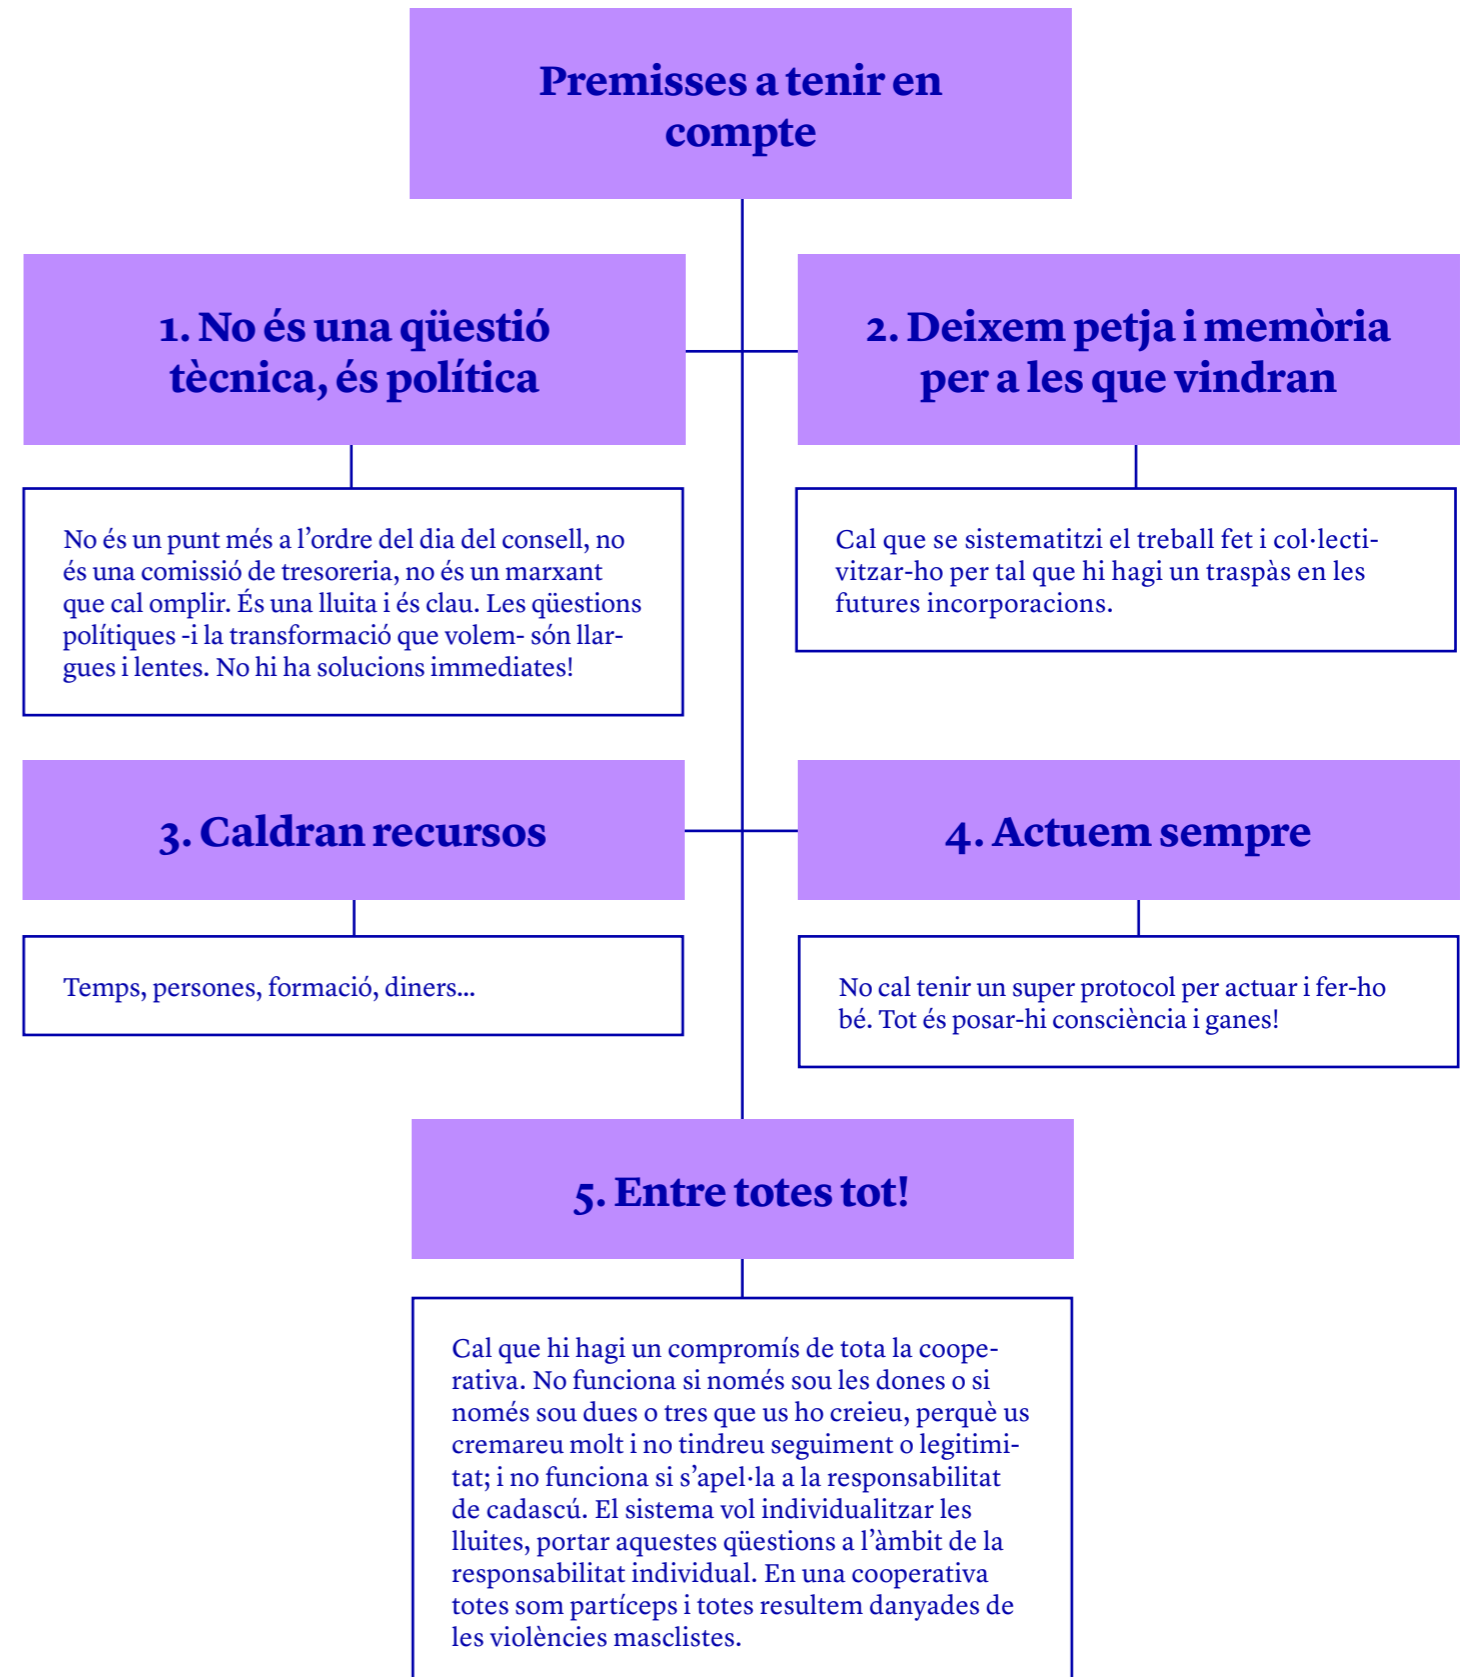 Premisses a tenir en
compte
1. No és una qüestió
tècnica, és política
No és un punt més a l’ordre del dia del consell, no
és una comissió de tresoreria, no és un marxant
que cal omplir. És una lluita i és clau. Les qüestions
polítiques -i la transformació que volem- són llar-
gues i lentes. No hi ha solucions immediates!
2. Deixem petja i memòria
per a les que vindran
Cal que se sistematitzi el treball fet i col·lecti-
vitzar-ho per tal que hi hagi un traspàs en les
futures incorporacions.
3. Caldran recursos
Temps, persones, formació, diners...
4. Actuem sempre
No cal tenir un super protocol per actuar i fer-ho
bé. Tot és posar-hi consciència i ganes!
5. Entre totes tot!
Cal que hi hagi un compromís de tota la coope-
rativa. No funciona si només sou les dones o si
només sou dues o tres que us ho creieu, perquè us
cremareu molt i no tindreu seguiment o legitimi-
tat; i no funciona si s’apel·la a la responsabilitat
de cadascú. El sistema vol individualitzar les
lluites, portar aquestes qüestions a l’àmbit de la
responsabilitat individual. En una cooperativa
totes som partíceps i totes resultem danyades de
les violències masclistes.